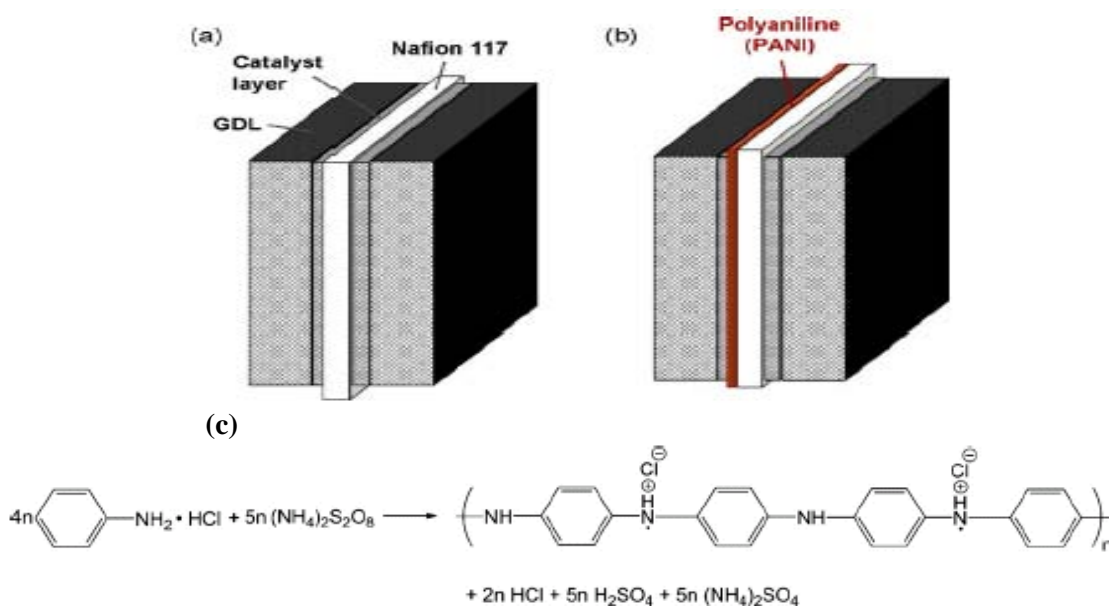 (a)
Nafion 117
Catalyst
layer
GDL
(b)
Polyaniline
(PANI)
(c)
Cl⊖
Cl⊖
⊕
⊕
4n NH₂ • HCl + 5n (NH₄)₂S₂O₈ ⟶ ( NH H N • NH H N • )n
+ 2n HCl + 5n H₂SO₄ + 5n (NH₄)₂SO₄